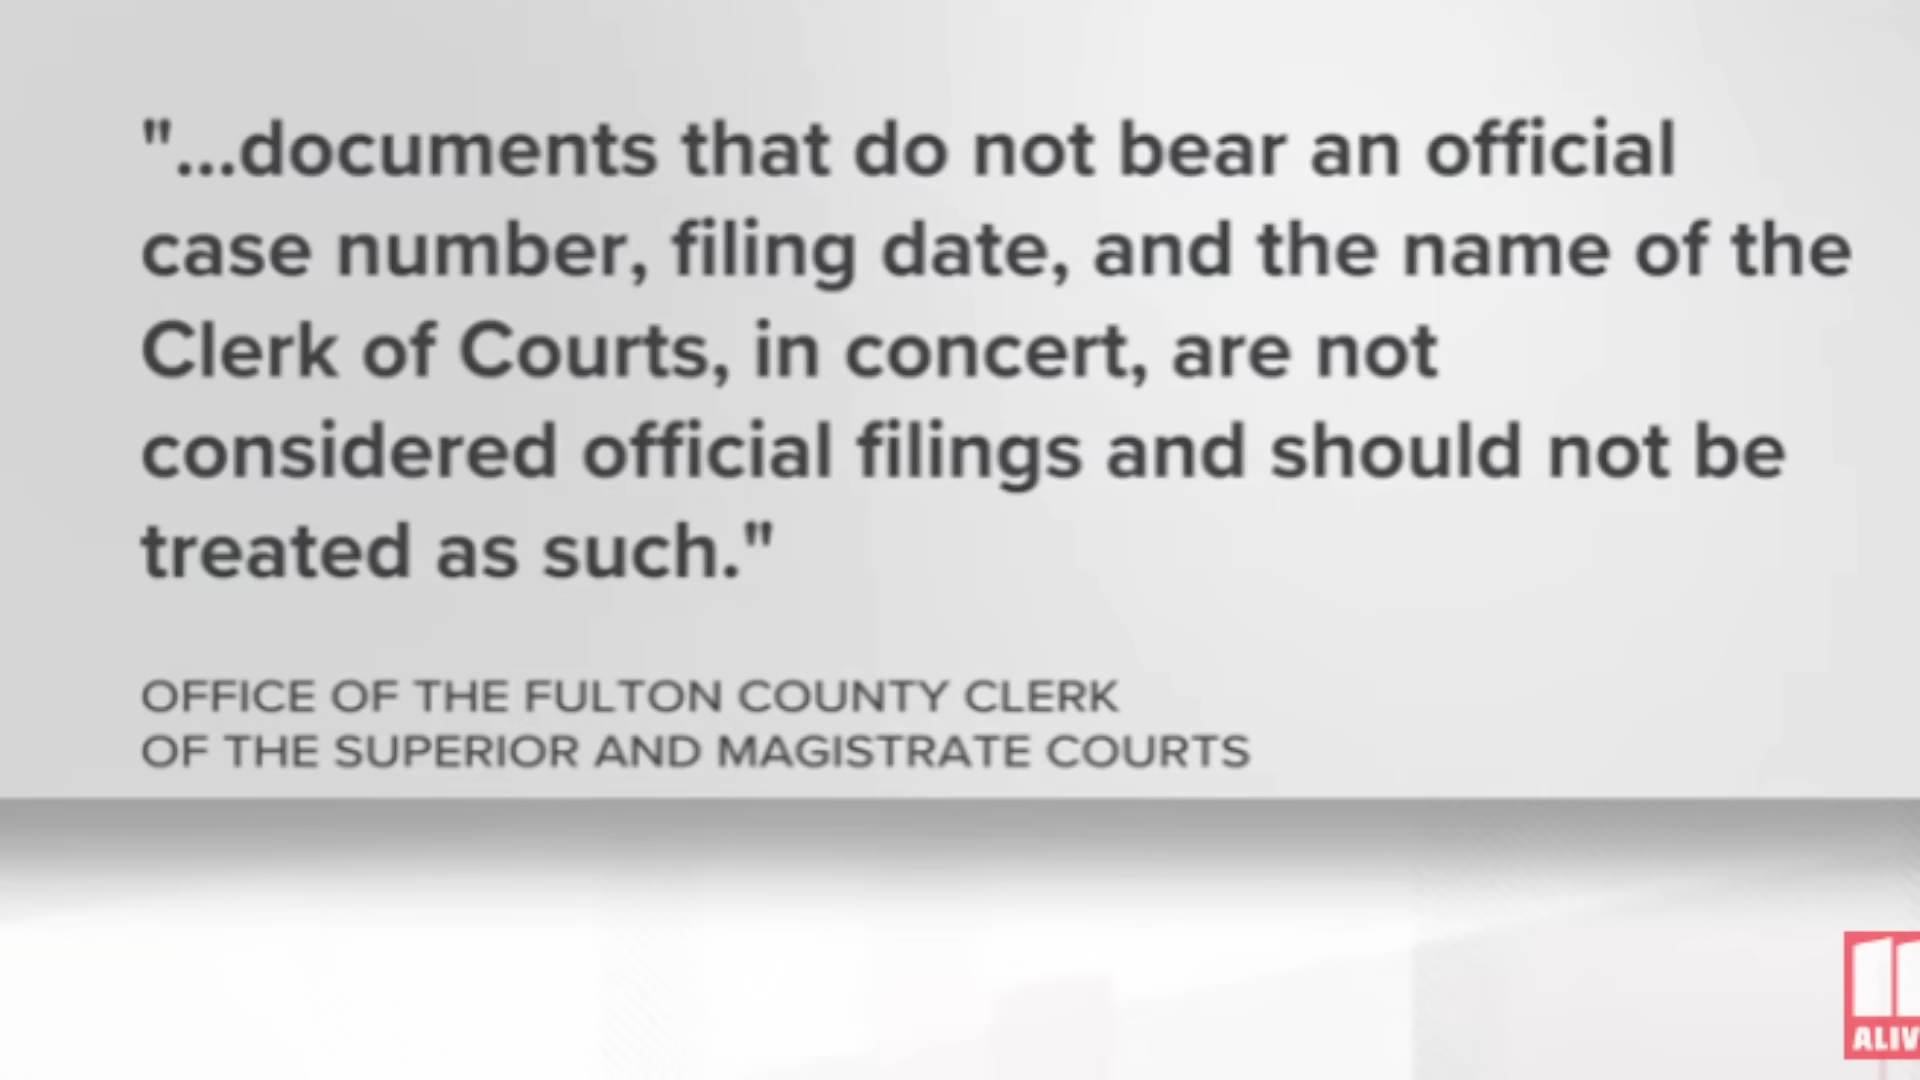 "...documents that do not bear an official
case number, filing date, and the name of the
Clerk of Courts, in concert, are not
considered official filings and should not be
treated as such."
OFFICE OF THE FULTON COUNTY CLERK
OF THE SUPERIOR AND MAGISTRATE COURTS
11
ALIV